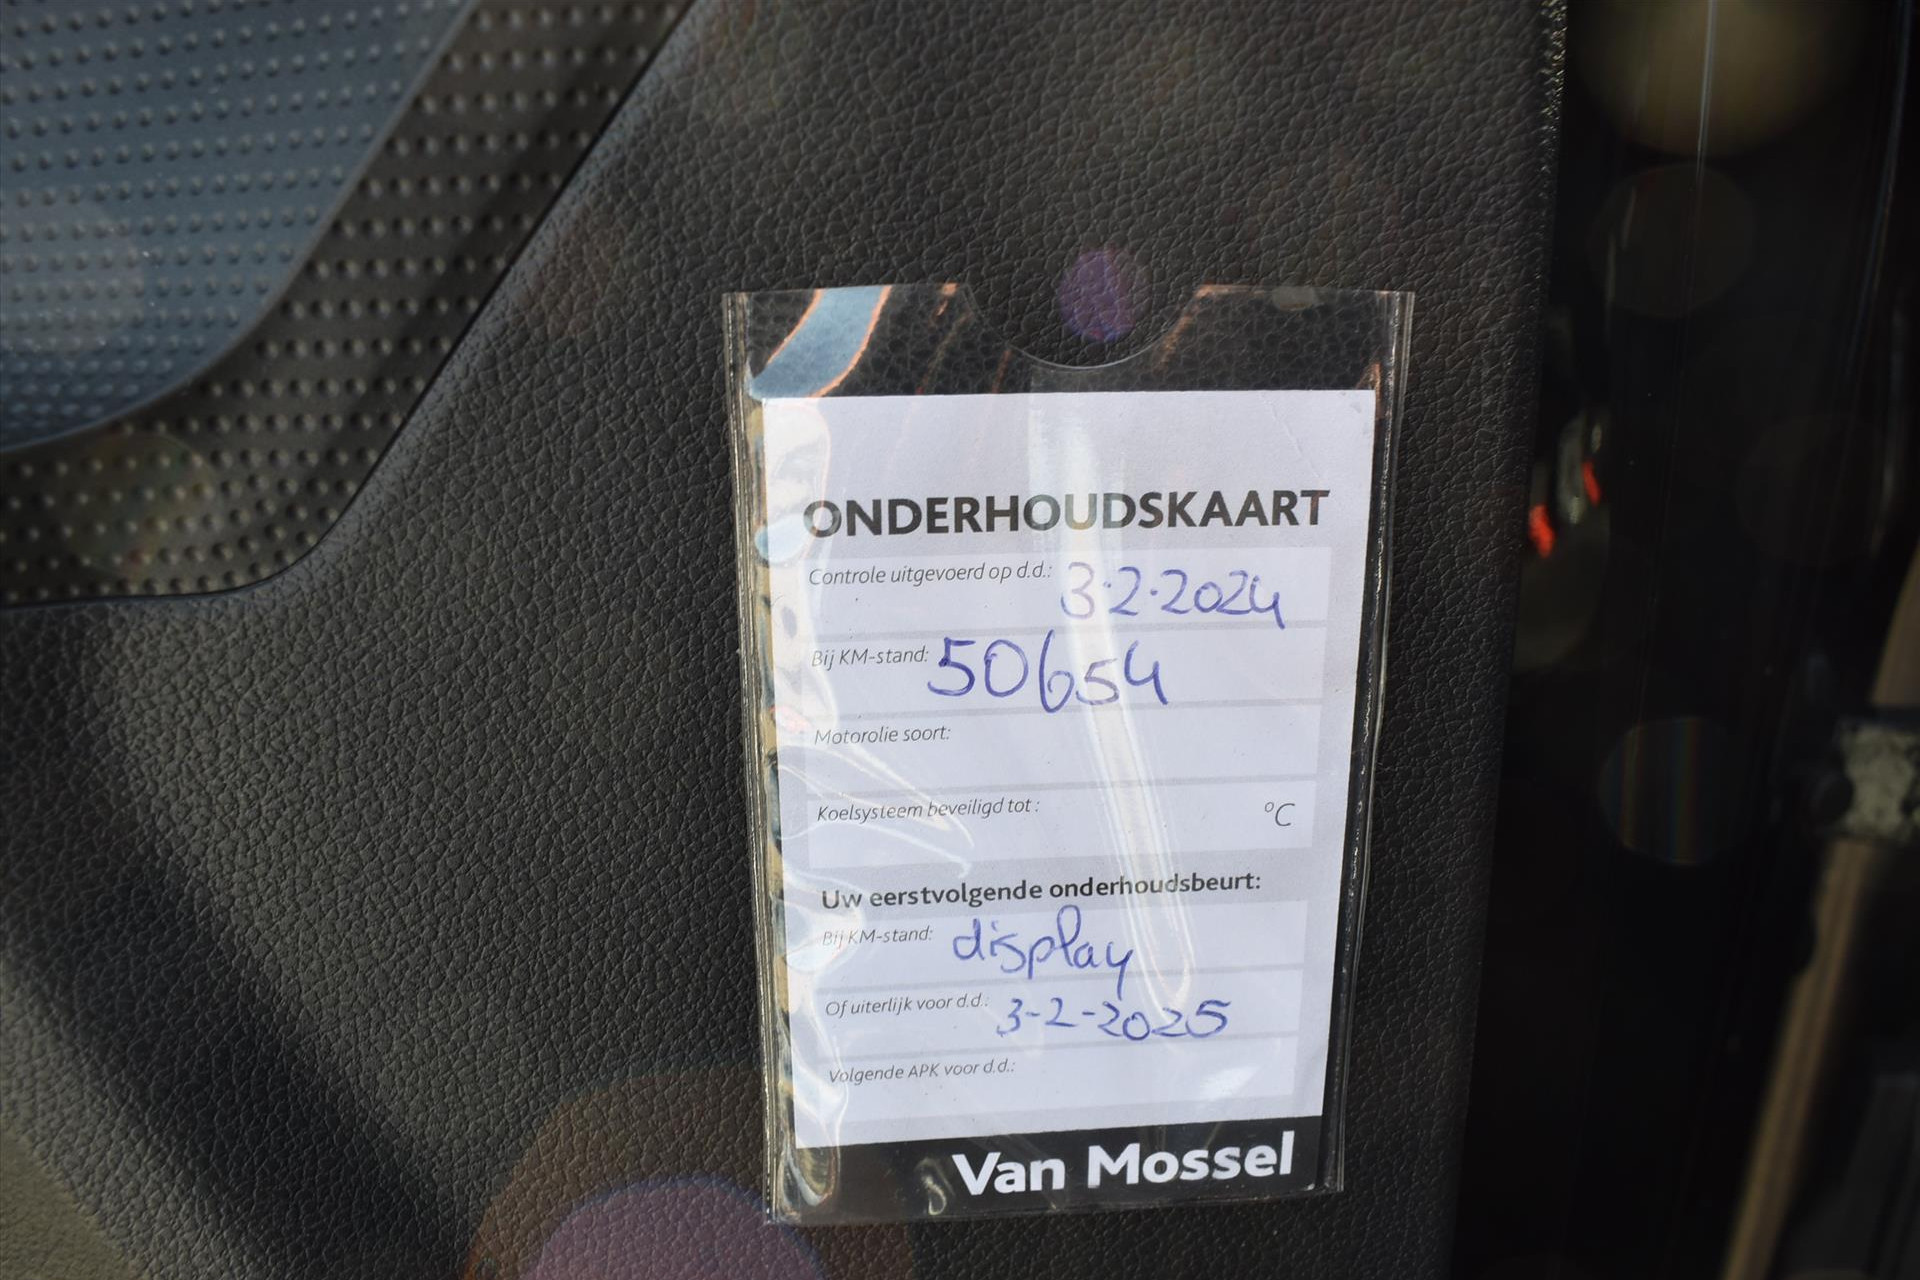 ONDERHOUDSKAART
Controle uitgevoerd op d.d.: 3·2·2024
Bij KM-stand: 50654
Motorolie soort:
Koelsysteem beveiligd tot : °C
Uw eerstvolgende onderhoudsbeurt:
Bij KM-stand: display
Of uiterlijk voor d.d.: 3-2-2025
Volgende APK voor d.d.:
Van Mossel